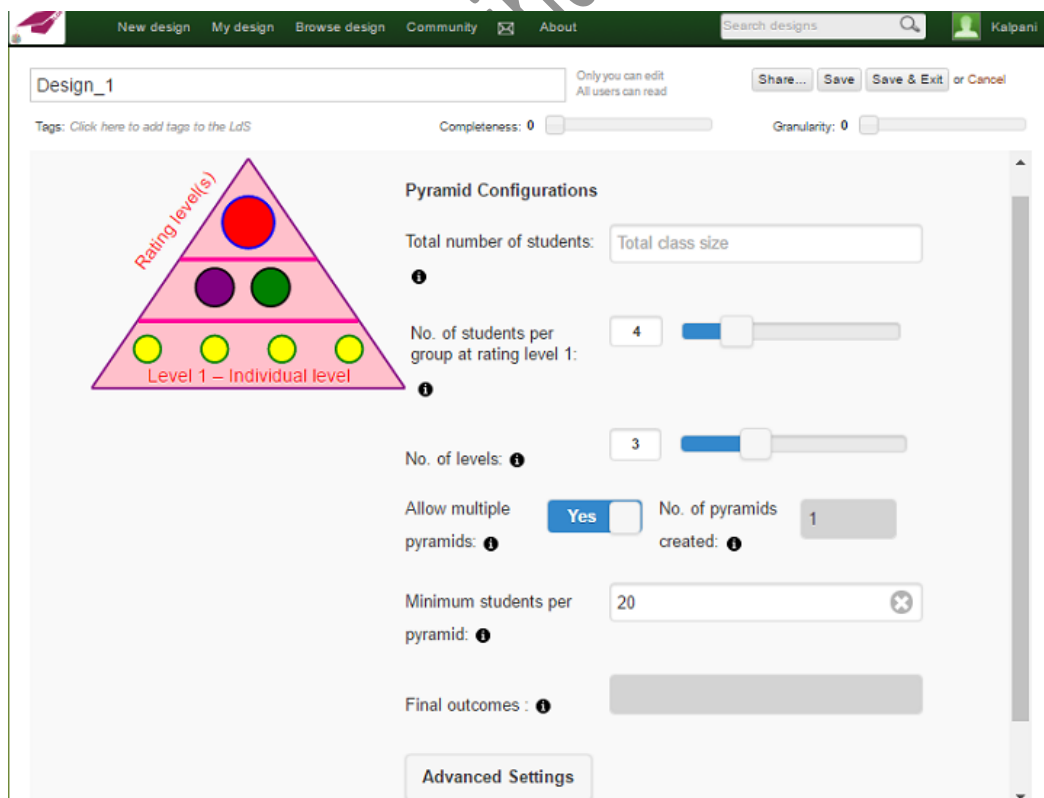 New design My design Browse design Community About Search designs Kalpani
Design_1
Only you can edit
All users can read
Share... Save Save & Exit or Cancel
Tags: Click here to add tags to the LdS
Completeness: 0
Granularity: 0
Rating level(s)
Level 1 – Individual level
Pyramid Configurations
Total number of students:
Total class size
No. of students per
group at rating level 1:
4
No. of levels:
3
Allow multiple
pyramids:
Yes
No. of pyramids
created:
1
Minimum students per
pyramid:
20
Final outcomes :
Advanced Settings